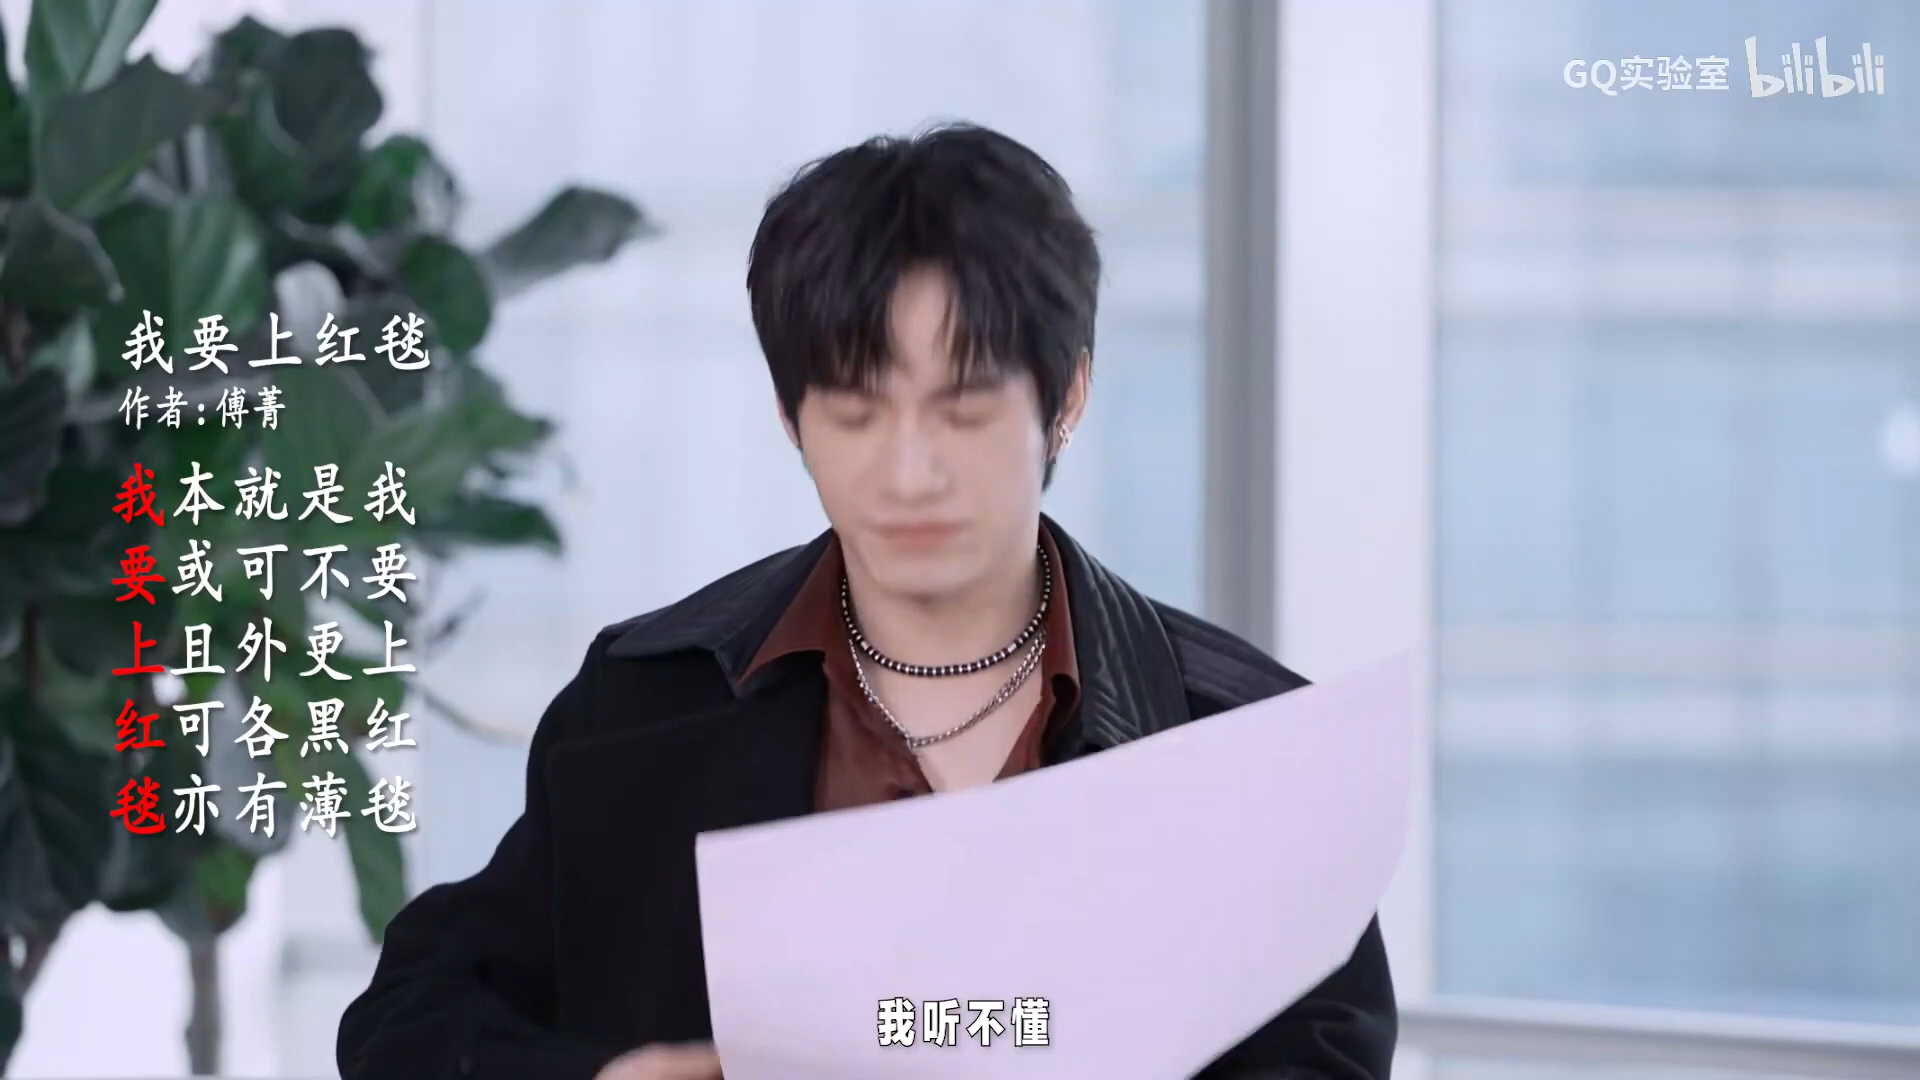 GQ实验室 bilibili
我要上红毯
作者:傅菁
我本就是我
要或可不要
上且外更上
红可各黑红
毯亦有薄毯
我听不懂